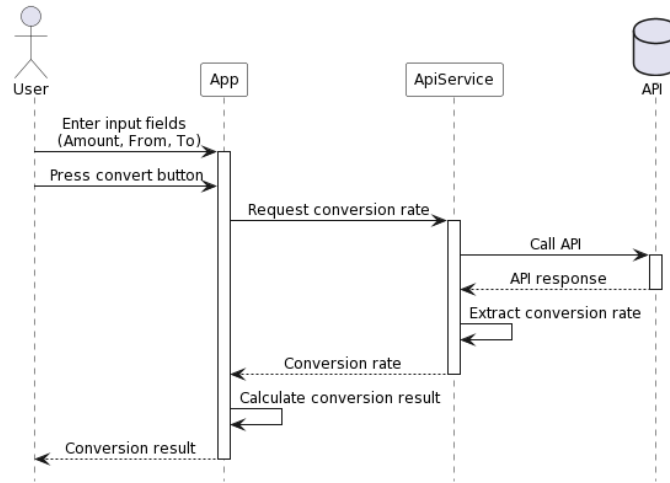 User
App
ApiService
API
Enter input fields
(Amount, From, To)
Press convert button
Request conversion rate
Call API
API response
Extract conversion rate
Conversion rate
Calculate conversion result
Conversion result